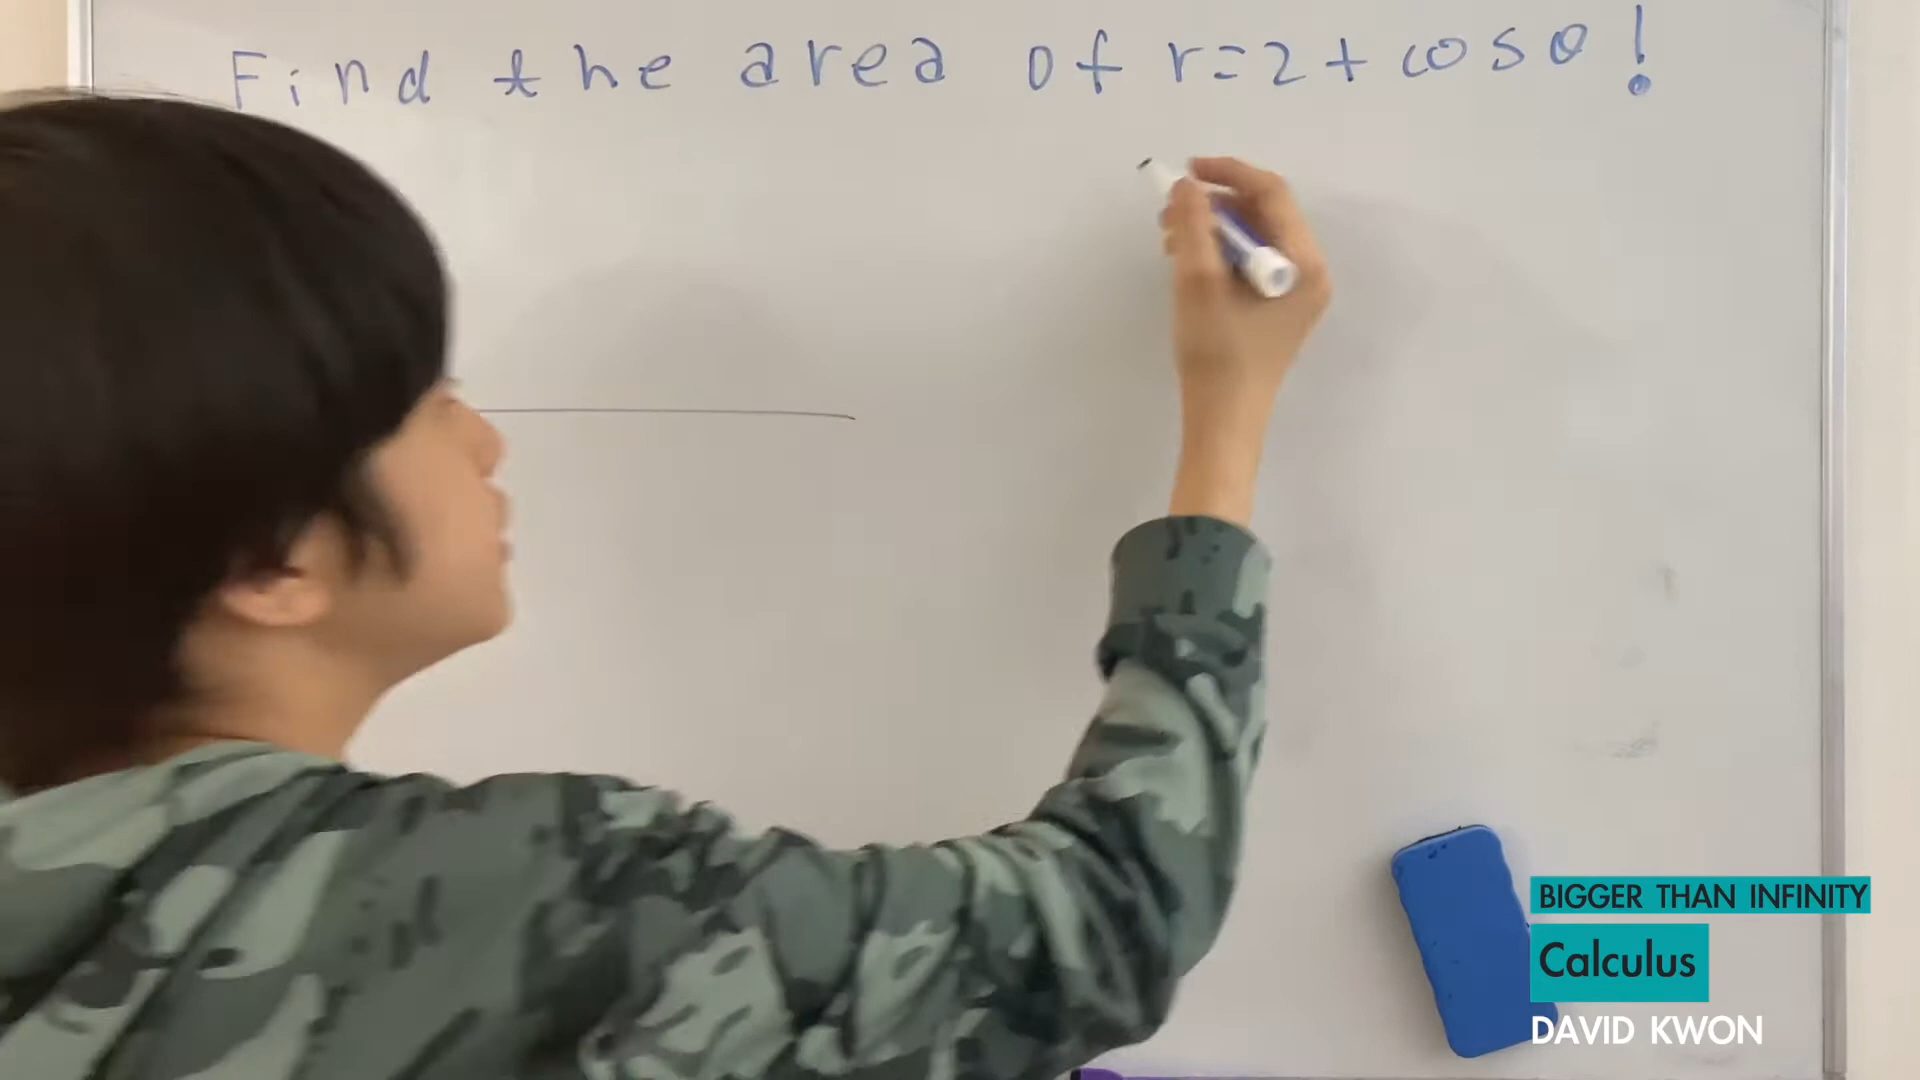 Find the area of r=2+cosθ!
BIGGER THAN INFINITY
Calculus
DAVID KWON